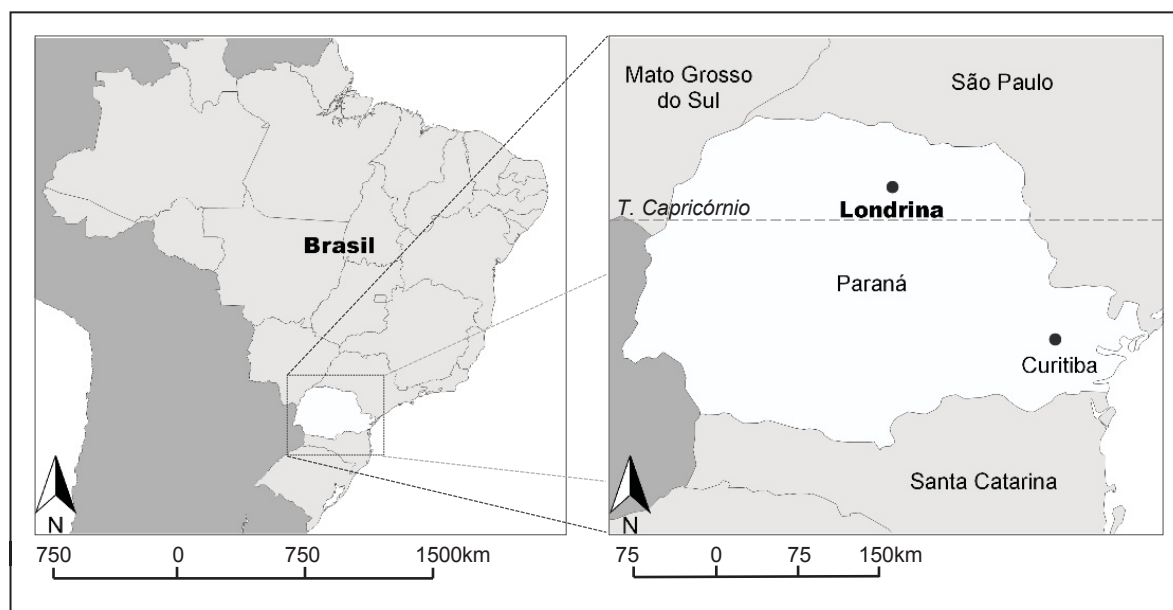 Brasil
N
750 0 750 1500km
Mato Grosso
do Sul
São Paulo
T. Capricórnio
Londrina
Paraná
Curitiba
Santa Catarina
N
75 0 75 150km